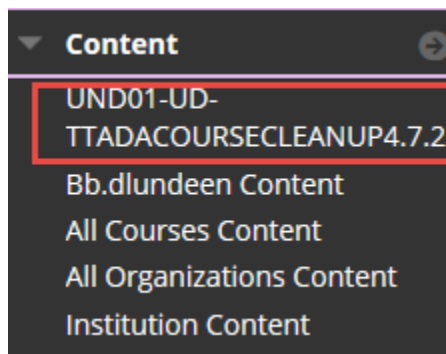 Content
UND01-UD-
TTADACOURSECLEANUP4.7.2
Bb.dlundeen Content
All Courses Content
All Organizations Content
Institution Content